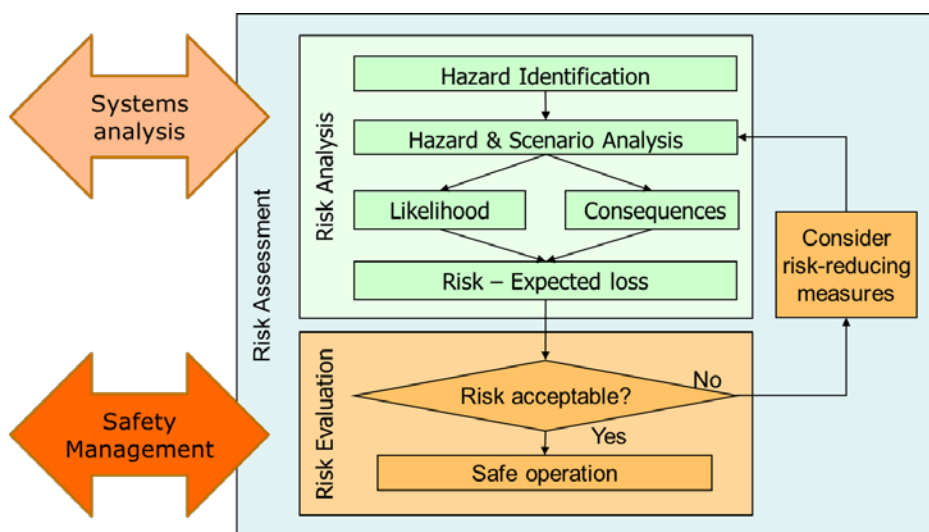 Systems
analysis
Safety
Management
Risk Assessment
Risk Analysis
Hazard Identification
Hazard & Scenario Analysis
Likelihood
Consequences
Risk – Expected loss
Risk Evaluation
Risk acceptable?
No
Yes
Safe operation
Consider
risk-reducing
measures